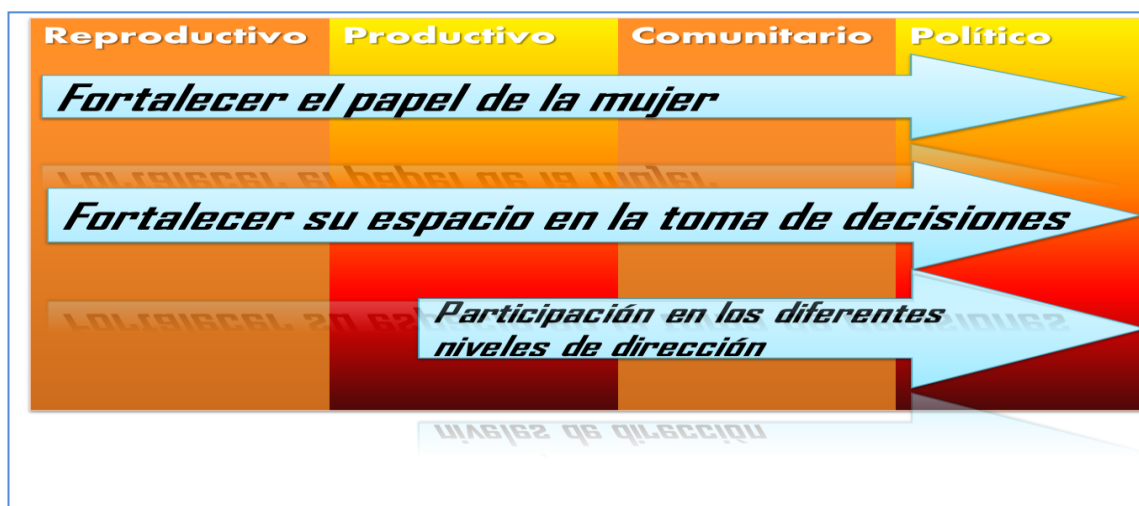 Reproductivo Productivo Comunitario Político
Fortalecer el papel de la mujer
Fortalecer su espacio en la toma de decisiones
Participación en los diferentes
niveles de dirección